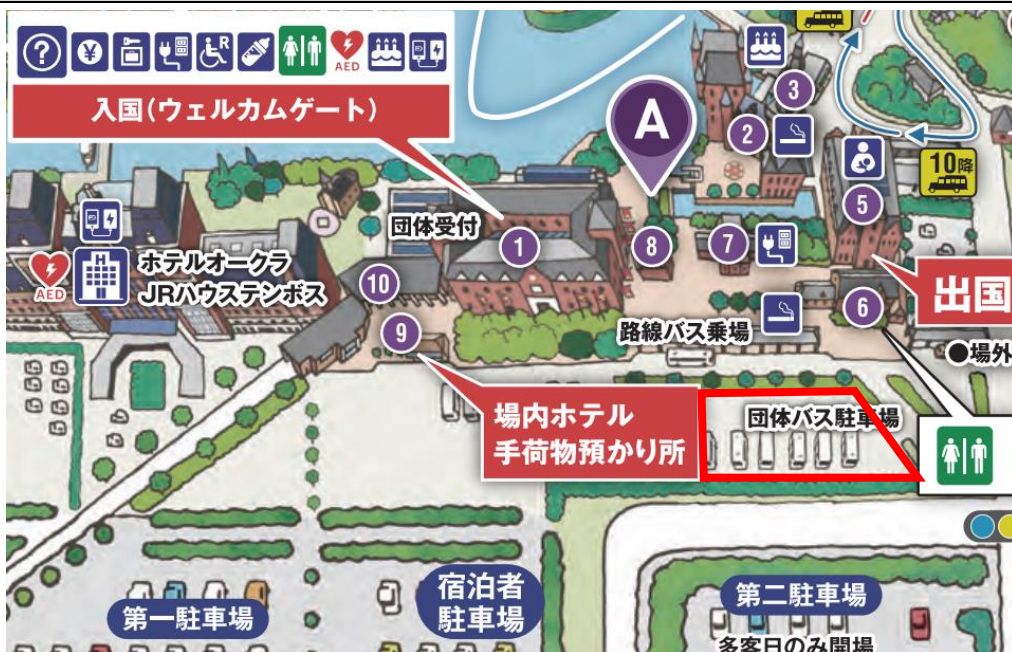 ?
¥
R
AED
入国(ウェルカムゲート)
A
3
2
10降
5
団体受付
1
8
7
AED
ホテルオークラ
JRハウステンボス
10
9
6
出国
路線バス乗場
●場外
場内ホテル
手荷物預かり所
団体バス駐車場
第一駐車場
宿泊者
駐車場
第二駐車場
多客日のみ開場